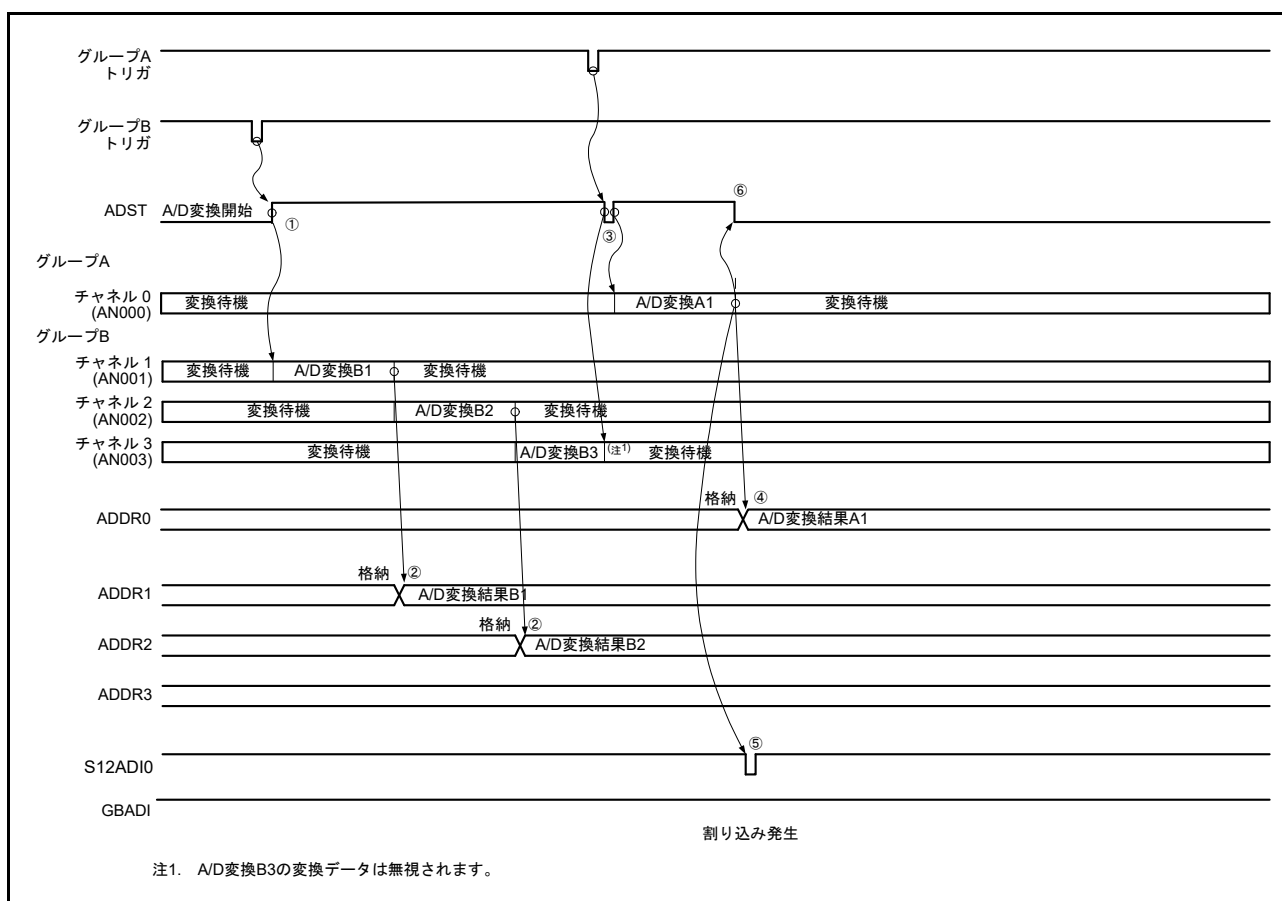 グループA
トリガ
グループB
トリガ
ADST A/D変換開始 ① ③ ⑥
グループA
チャネル 0
(AN000)
変換待機 A/D変換A1 変換待機
グループB
チャネル 1
(AN001)
変換待機 A/D変換B1 変換待機
チャネル 2
(AN002)
変換待機 A/D変換B2 変換待機
チャネル 3
(AN003)
変換待機 A/D変換B3 (注1) 変換待機
格納 ④
ADDR0 A/D変換結果A1
格納 ②
ADDR1 A/D変換結果B1
格納 ②
ADDR2 A/D変換結果B2
ADDR3
⑤
S12ADI0
GBADI
割り込み発生
注1. A/D変換B3の変換データは無視されます。